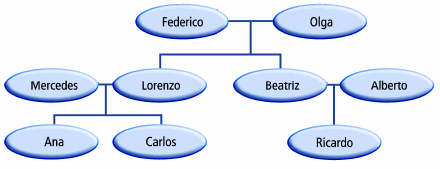 Federico Olga
Mercedes Lorenzo Beatriz Alberto
Ana Carlos Ricardo